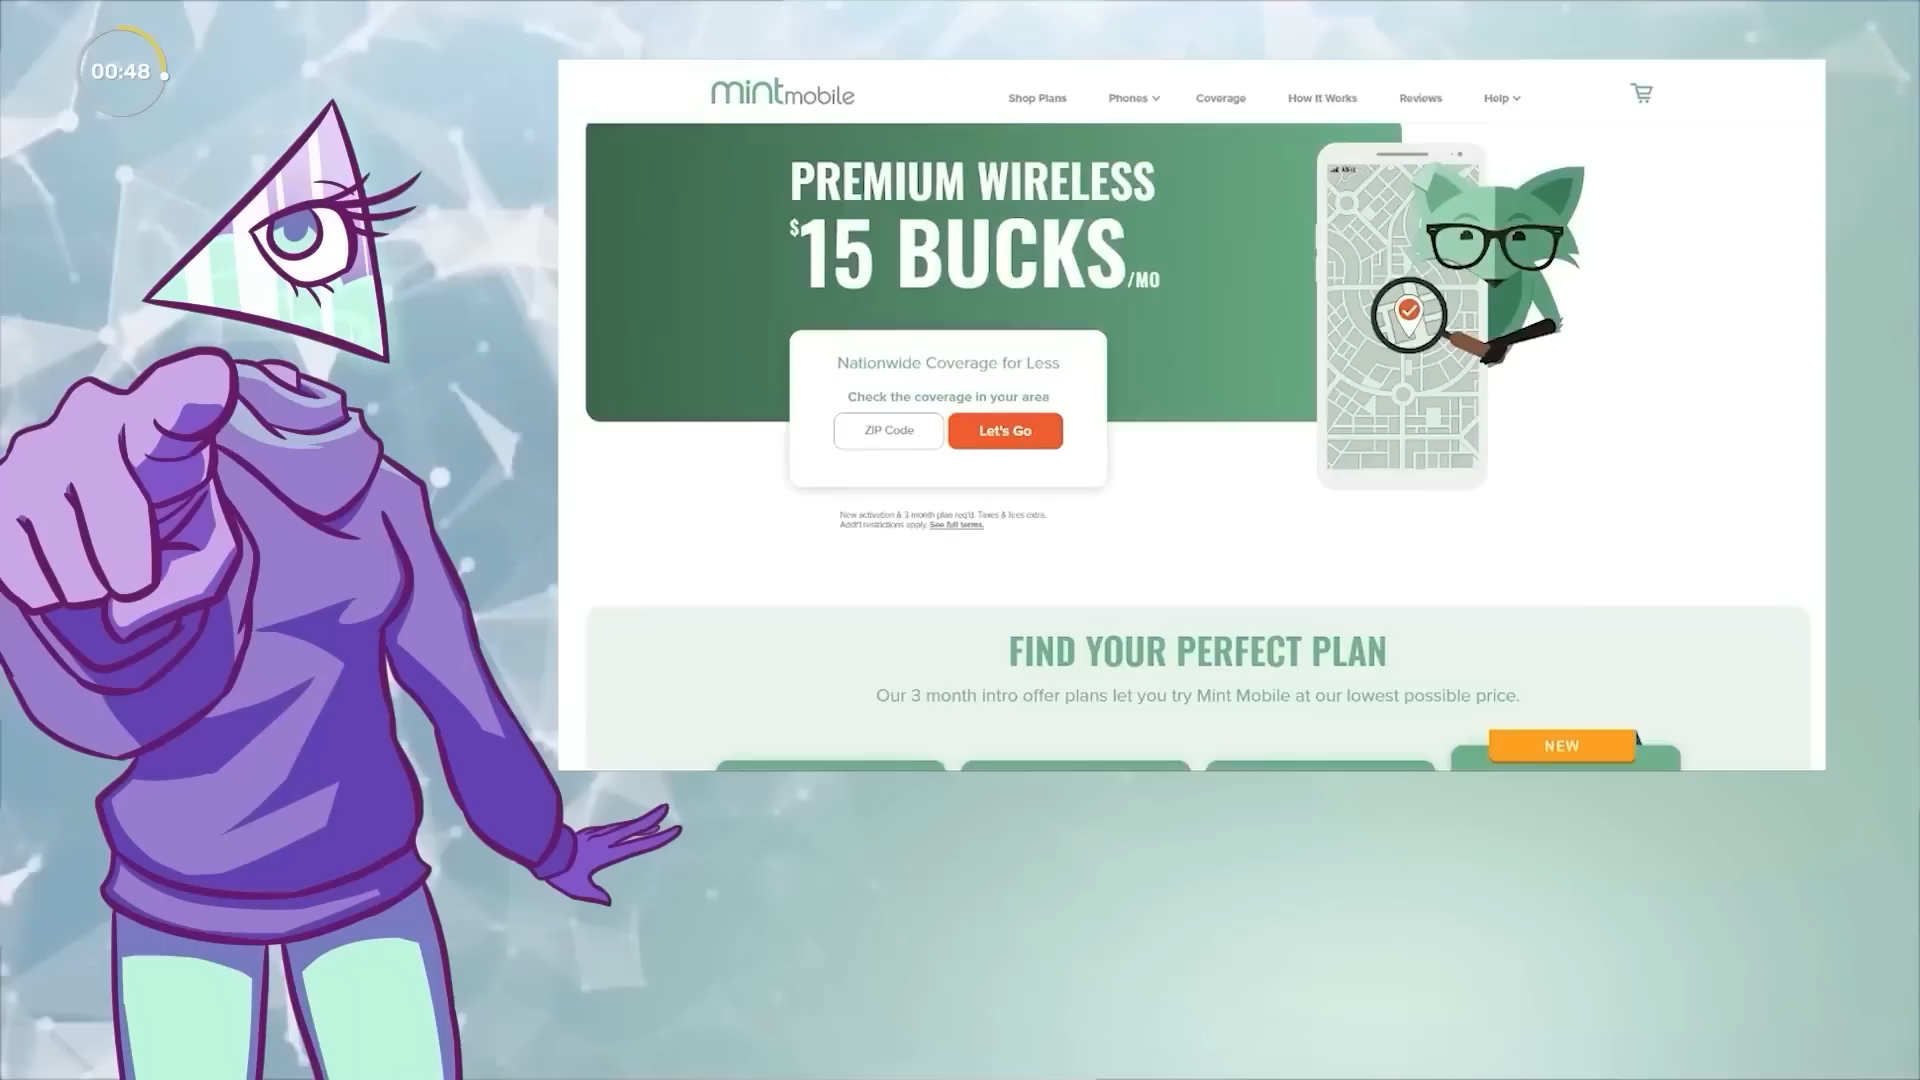 00:48
mintmobile
Shop Plans Phones Coverage How It Works Reviews Help
PREMIUM WIRELESS
$15 BUCKS/MO
Nationwide Coverage for Less
Check the coverage in your area
ZIP Code Let's Go
New activation & 3 month plan req'd. Taxes & fees extra.
Addt'l restrictions apply. See full terms.
FIND YOUR PERFECT PLAN
Our 3 month intro offer plans let you try Mint Mobile at our lowest possible price.
NEW